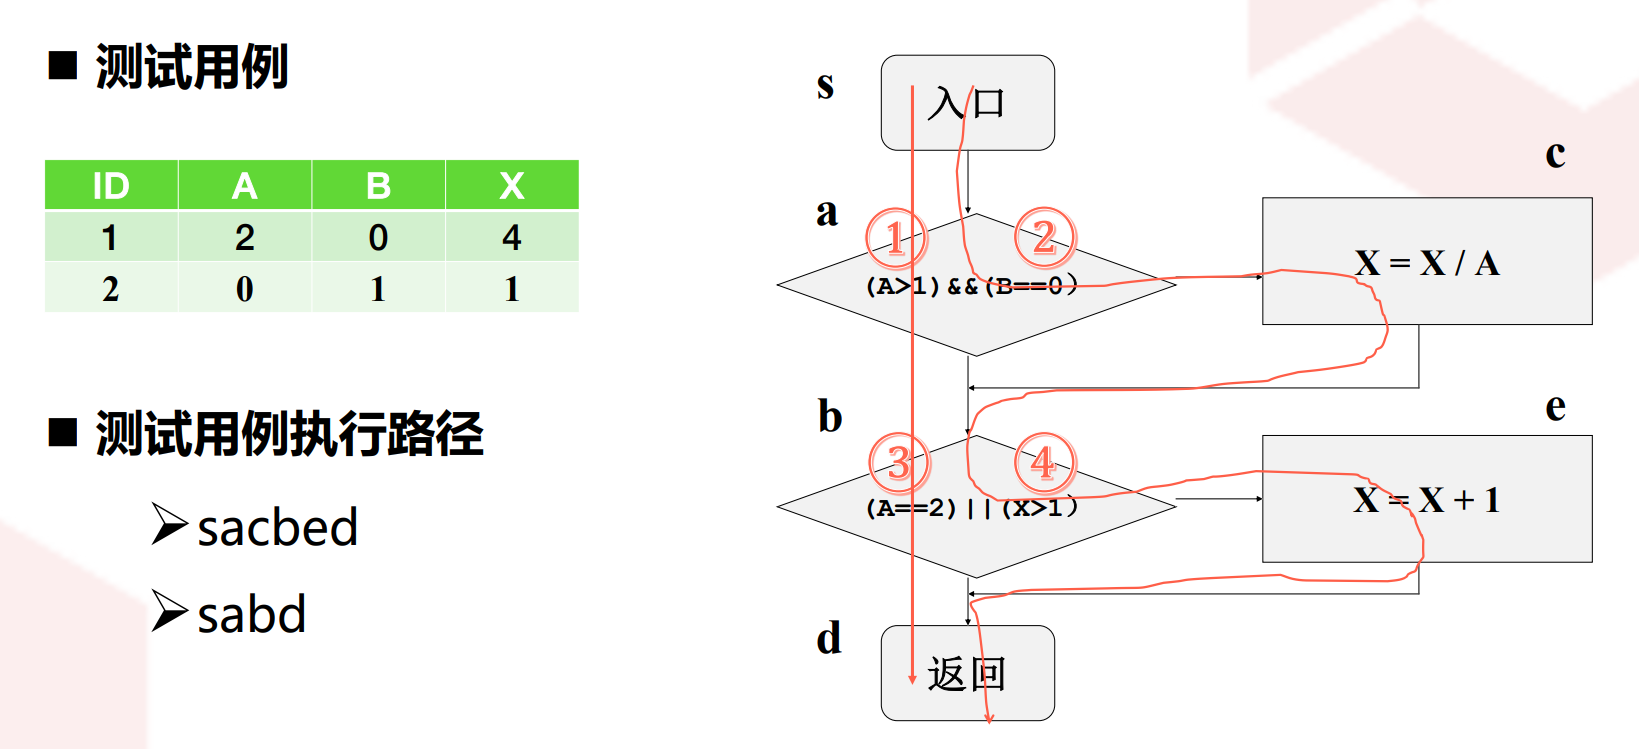 ■ 测试用例
ID A B X
1 2 0 4
2 0 1 1
■ 测试用例执行路径
➢ sacbed
➢ sabd
s
入口
c
a
① ②
X = X / A
(A>1)&&(B==0)
b
e
③ ④
X = X + 1
(A==2)||(X>1)
d
返回